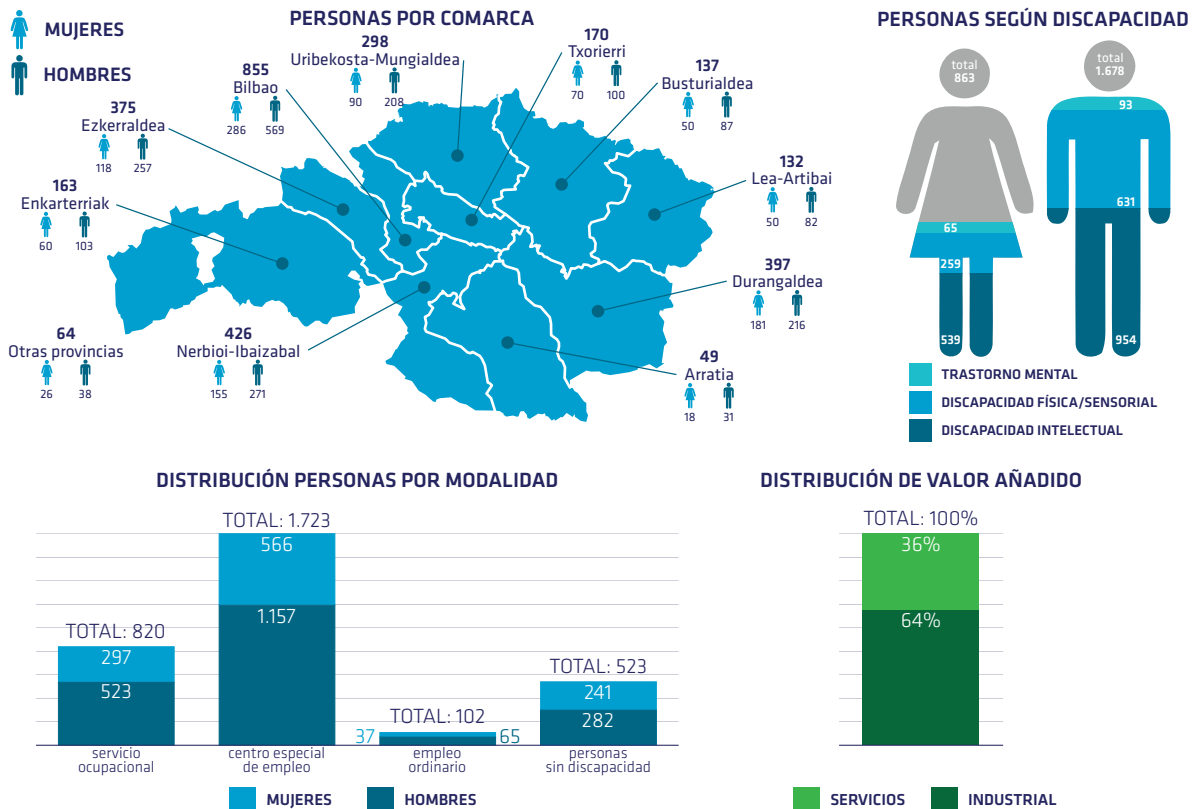 MUJERES
HOMBRES
PERSONAS POR COMARCA
298
Uribekosta-Mungialdea
90 208
170
Txorierri
70 100
855
Bilbao
286 569
137
Busturialdea
50 87
375
Ezkerraldea
118 257
132
Lea-Artibai
50 82
163
Enkarterriak
60 103
397
Durangaldea
181 216
64
Otras provincias
26 38
426
Nerbioi-Ibaizabal
155 271
49
Arratia
18 31
PERSONAS SEGÚN DISCAPACIDAD
total
863
65
259
539
total
1.678
93
631
954
TRASTORNO MENTAL
DISCAPACIDAD FÍSICA/SENSORIAL
DISCAPACIDAD INTELECTUAL
DISTRIBUCIÓN PERSONAS POR MODALIDAD
TOTAL: 820
297
523
servicio
ocupacional
TOTAL: 1.723
566
1.157
centro especial
de empleo
TOTAL: 102
37 65
empleo
ordinario
TOTAL: 523
241
282
personas
sin discapacidad
MUJERES HOMBRES
DISTRIBUCIÓN DE VALOR AÑADIDO
TOTAL: 100%
36%
64%
SERVICIOS INDUSTRIAL